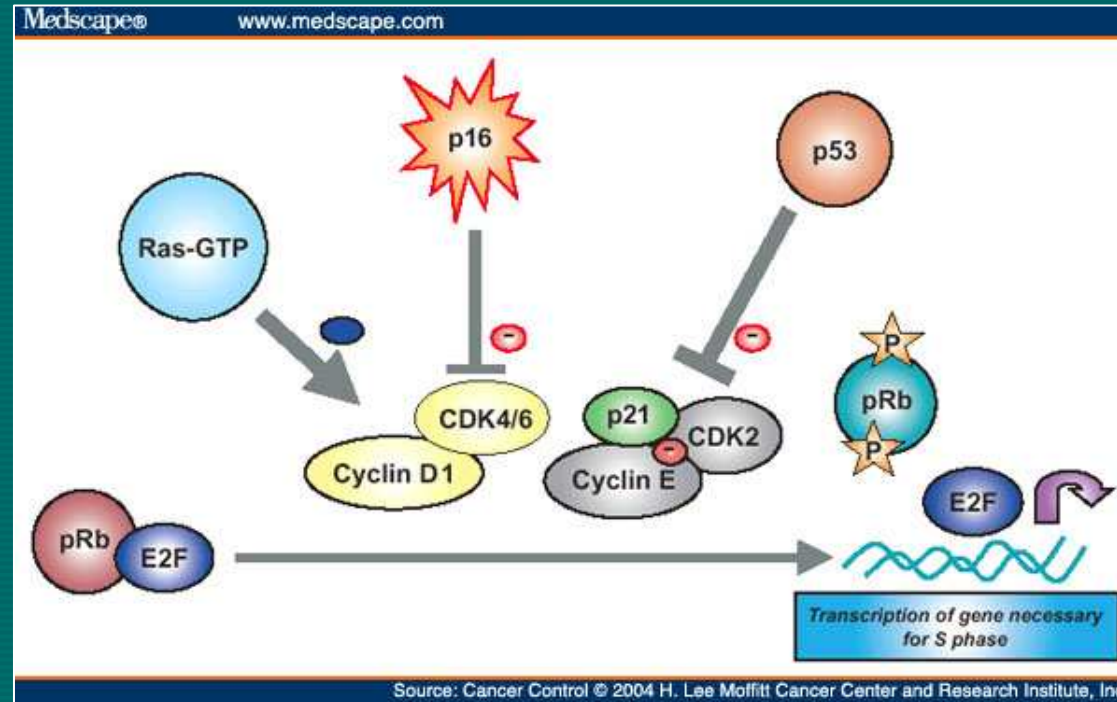 Medscape® www.medscape.com
p16
p53
Ras-GTP
-
-
P
CDK4/6
p21
CDK2
pRb
-
Cyclin D1
Cyclin E
P
E2F
pRb
E2F
Transcription of gene necessary
for S phase
Source: Cancer Control © 2004 H. Lee Moffitt Cancer Center and Research Institute, Inc